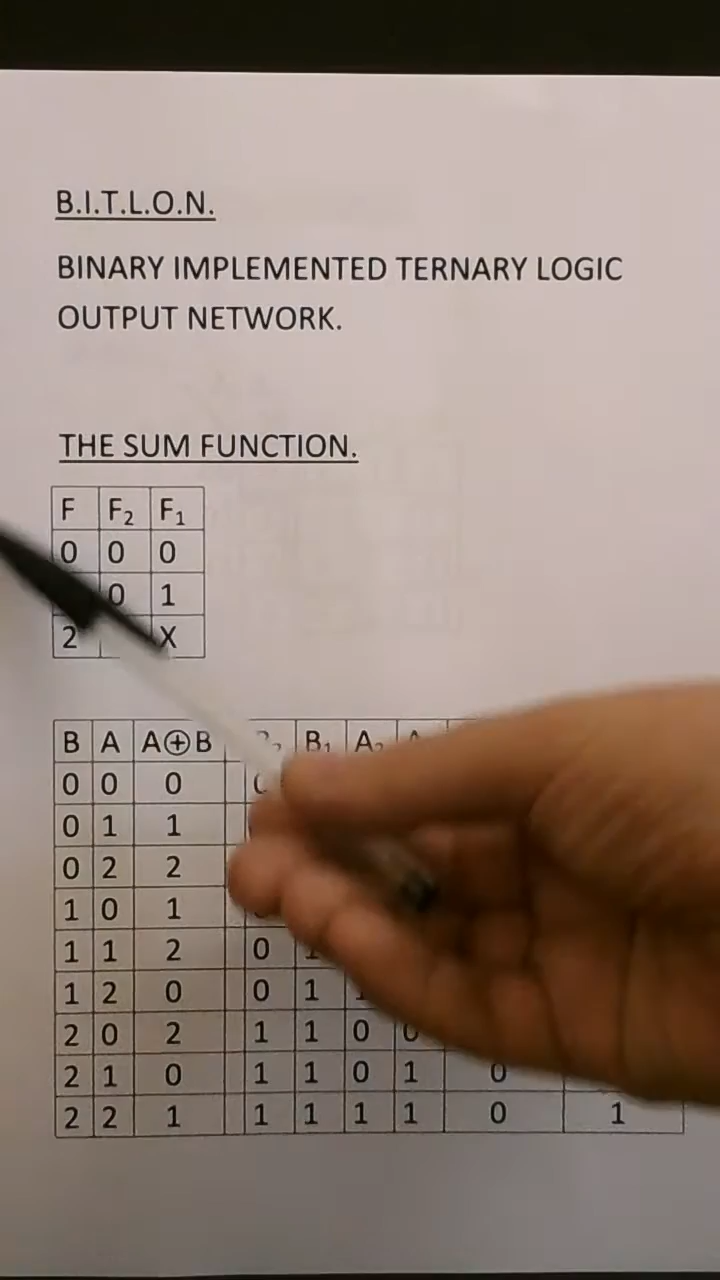 B.I.T.L.O.N.
BINARY IMPLEMENTED TERNARY LOGIC
OUTPUT NETWORK.
THE SUM FUNCTION.
F F₂ F₁
0 0 0
0 1
2 X
B A A⊕B B₁ A₂
0 0 0
0 1 1
0 2 2
1 0 1
1 1 2 0
1 2 0 0 1
2 0 2 1 1 0 0
2 1 0 1 1 0 1 0
2 2 1 1 1 1 1 0 1